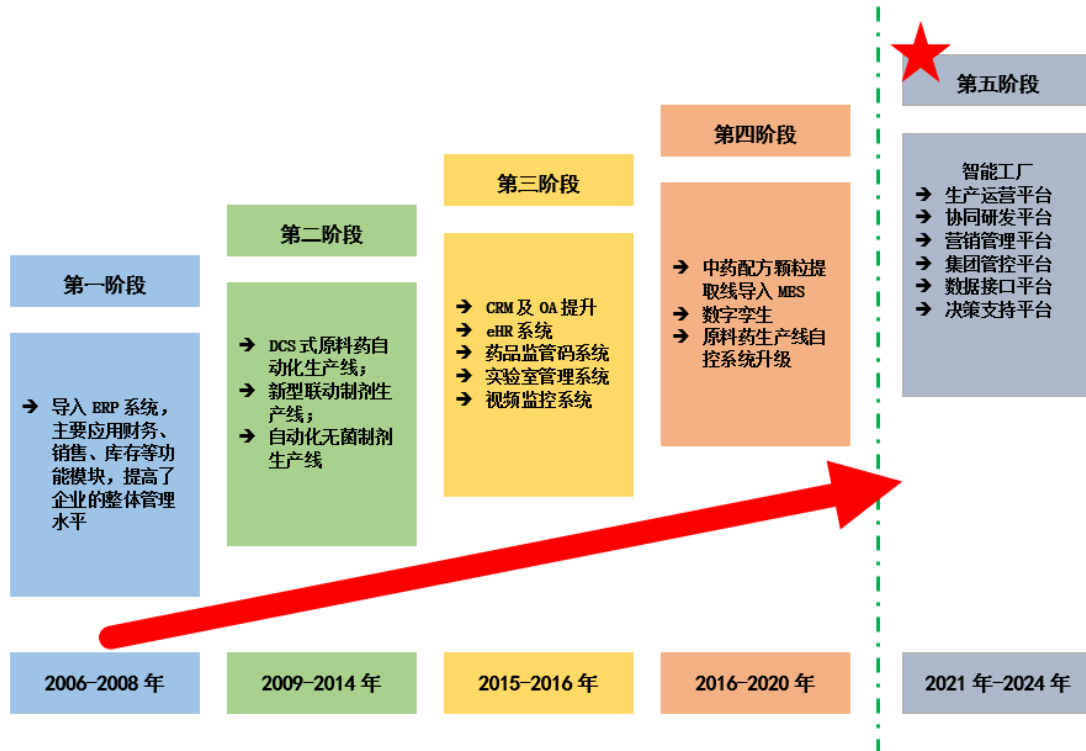 第一阶段
→ 导入 ERP 系统，
主要应用财务、
销售、库存等功
能模块，提高了
企业的整体管理
水平
2006-2008 年
第二阶段
→ DCS 式原料药自
动化生产线；
→ 新型联动制剂生
产线；
→ 自动化无菌制剂
生产线
2009-2014 年
第三阶段
→ CRM 及 OA 提升
→ eHR 系统
→ 药品监管码系统
→ 实验室管理系统
→ 视频监控系统
2015-2016 年
第四阶段
→ 中药配方颗粒提
取线导入 MES
→ 数字孪生
→ 原料药生产线自
控系统升级
2016-2020 年
第五阶段
智能工厂
→ 生产运营平台
→ 协同研发平台
→ 营销管理平台
→ 集团管控平台
→ 数据接口平台
→ 决策支持平台
2021 年-2024 年